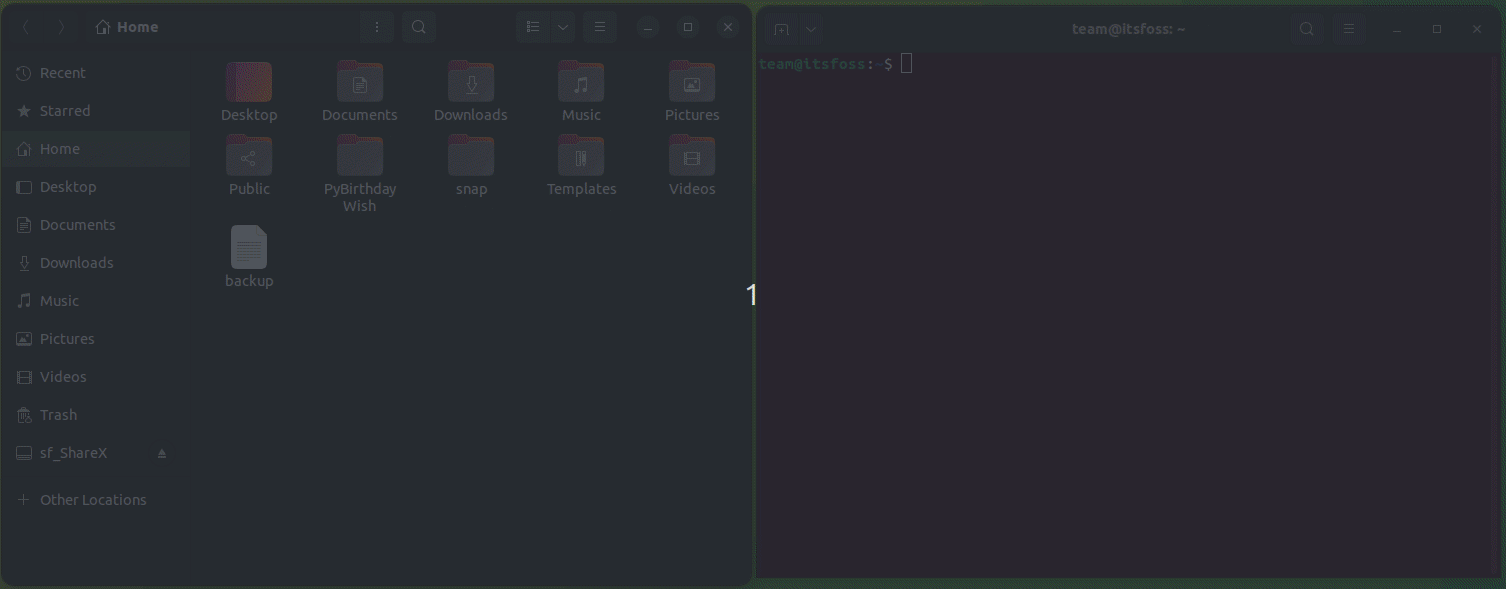 Home
team@itsfoss: ~
Recent
Starred
Home
Desktop
Documents
Downloads
Music
Pictures
Videos
Trash
sf_ShareX
Other Locations
Desktop
Documents
Downloads
Music
Pictures
Public
PyBirthday
Wish
snap
Templates
Videos
backup
1
team@itsfoss:~$